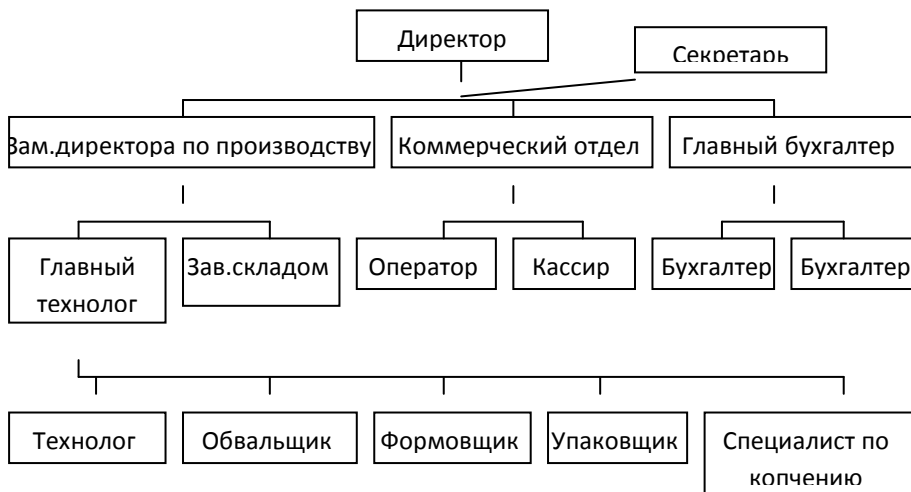 Директор
Секретарь
Зам.директора по производству
Коммерческий отдел
Главный бухгалтер
Главный
технолог
Зав.складом
Оператор
Кассир
Бухгалтер
Бухгалтер
Технолог
Обвальщик
Формовщик
Упаковщик
Специалист по
копчению